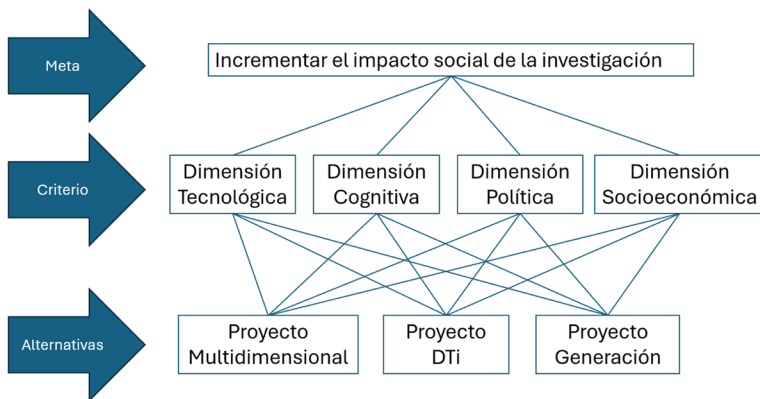 Meta
Incrementar el impacto social de la investigación
Criterio
Dimensión
Tecnológica
Dimensión
Cognitiva
Dimensión
Política
Dimensión
Socioeconómica
Alternativas
Proyecto
Multidimensional
Proyecto
DTi
Proyecto
Generación